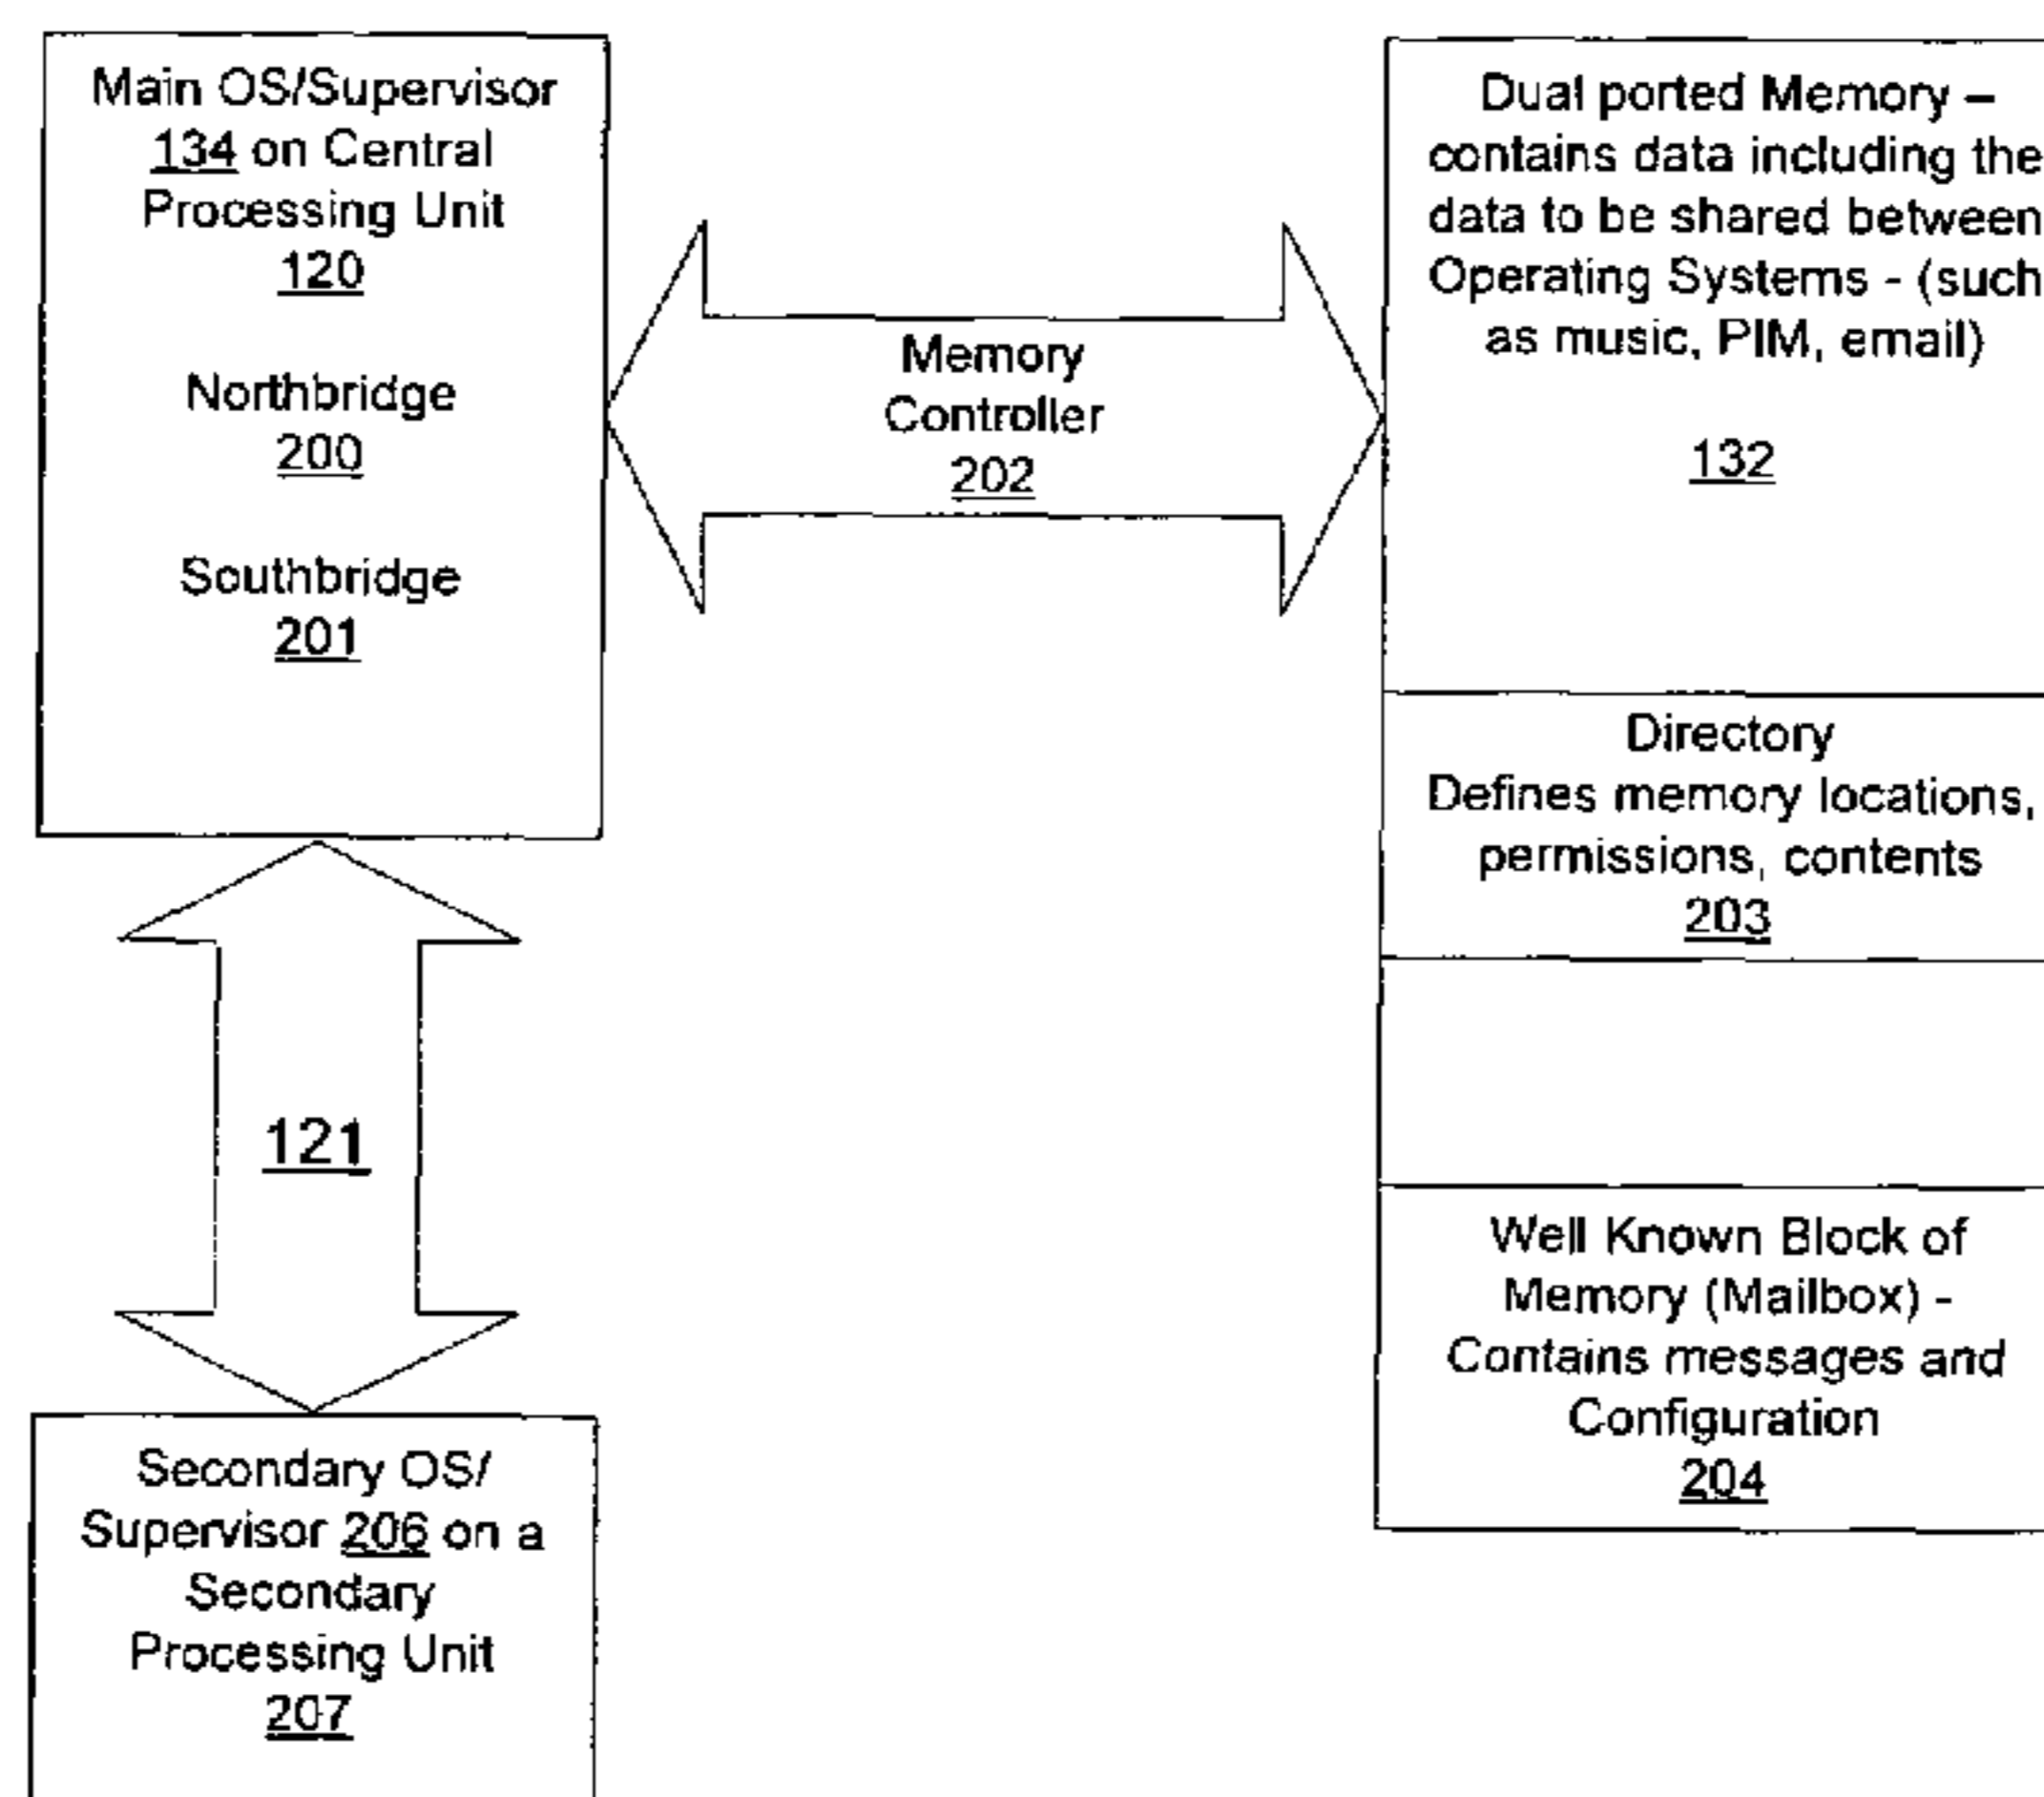 Main OS/Supervisor
134 on Central
Processing Unit
120
Northbridge
200
Southbridge
201
Memory
Controller
202
Dual ported Memory –
contains data including the
data to be shared between
Operating Systems - (such
as music, PIM, email)
132
Directory
Defines memory locations,
permissions, contents
203
Well Known Block of
Memory (Mailbox) -
Contains messages and
Configuration
204
121
Secondary OS/
Supervisor 206 on a
Secondary
Processing Unit
207